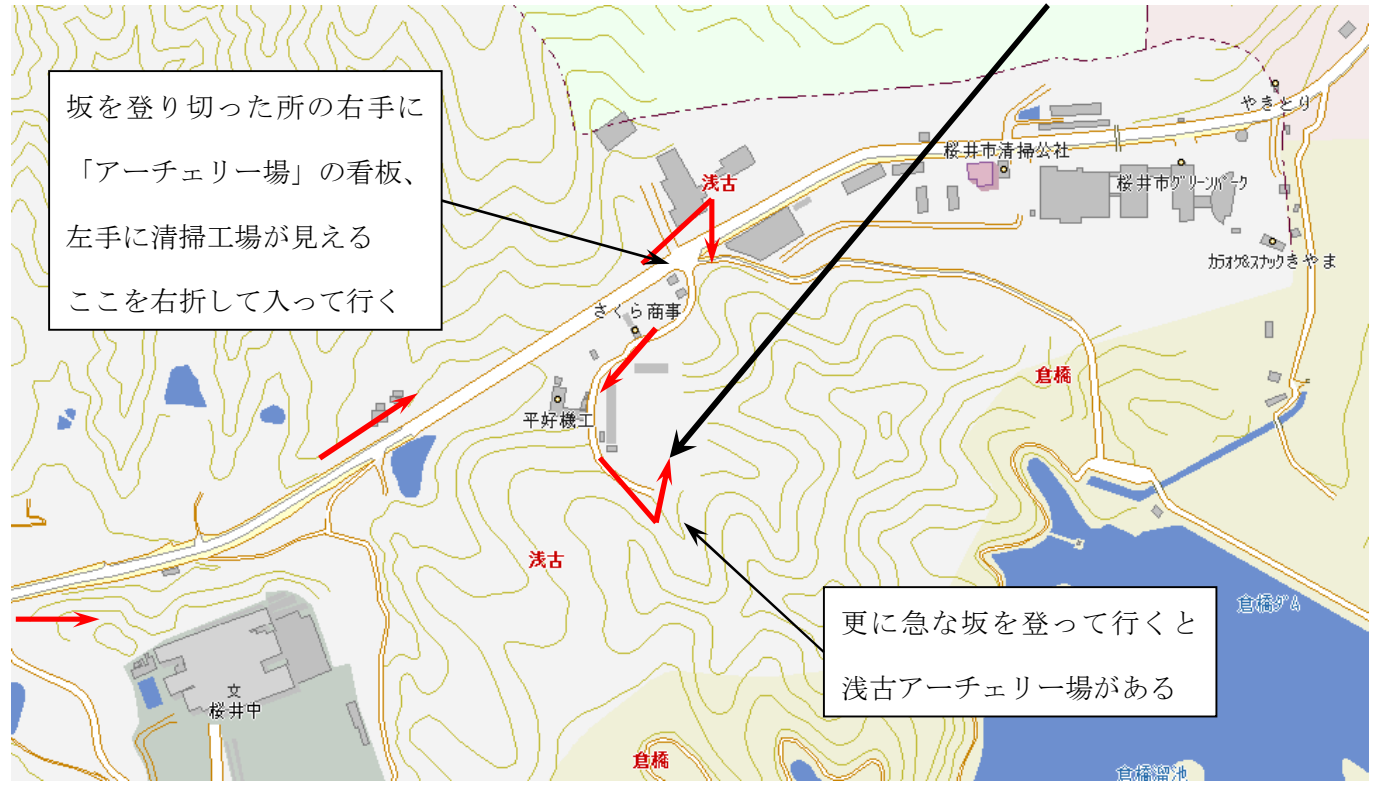 坂を登り切った所の右手に
「アーチェリー場」の看板、
左手に清掃工場が見える
ここを右折して入って行く
やきとり
桜井市清掃公社
桜井市グリーンパーク
浅古
カラオケ&スナックきやま
さくら商事
倉橋
平好機工
浅古
更に急な坂を登って行くと
浅古アーチェリー場がある
倉橋ダム
文
桜井中
倉橋
倉橋溜池